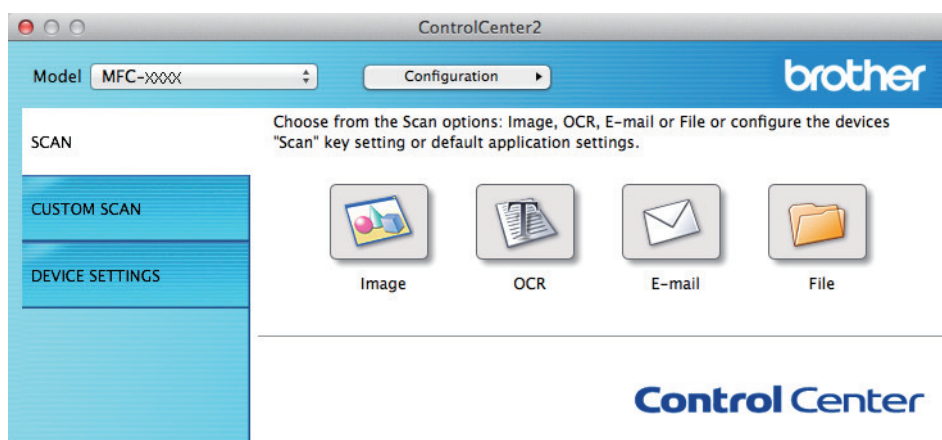 ControlCenter2
Model MFC-XXXX Configuration
brother
SCAN
Choose from the Scan options: Image, OCR, E-mail or File or configure the devices
"Scan" key setting or default application settings.
CUSTOM SCAN
DEVICE SETTINGS
Image OCR E-mail File
Control Center